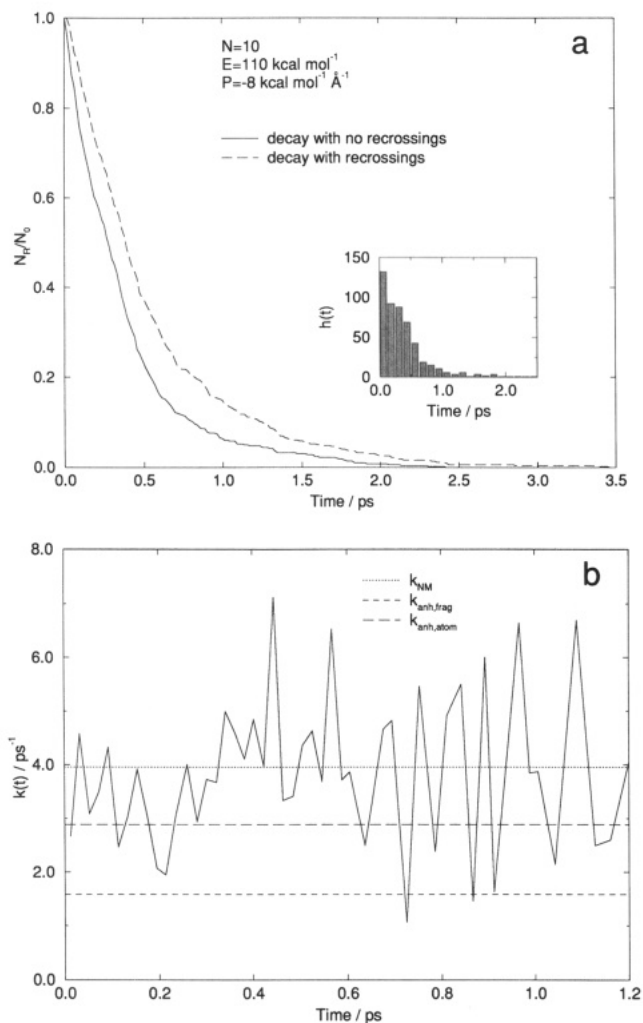 a
N=10
E=110 kcal mol⁻¹
P=-8 kcal mol⁻¹ Å⁻¹
decay with no recrossings
decay with recrossings
N_R/N_0
1.0
0.8
0.6
0.4
0.2
0.0
0.0 0.5 1.0 1.5 2.0 2.5 3.0 3.5
Time / ps
h(t)
150
100
50
0
0.0 1.0 2.0
Time / ps
b
k_NM
k_anh,frag
k_anh,atom
k(t) / ps⁻¹
8.0
6.0
4.0
2.0
0.0
0.0 0.2 0.4 0.6 0.8 1.0 1.2
Time / ps